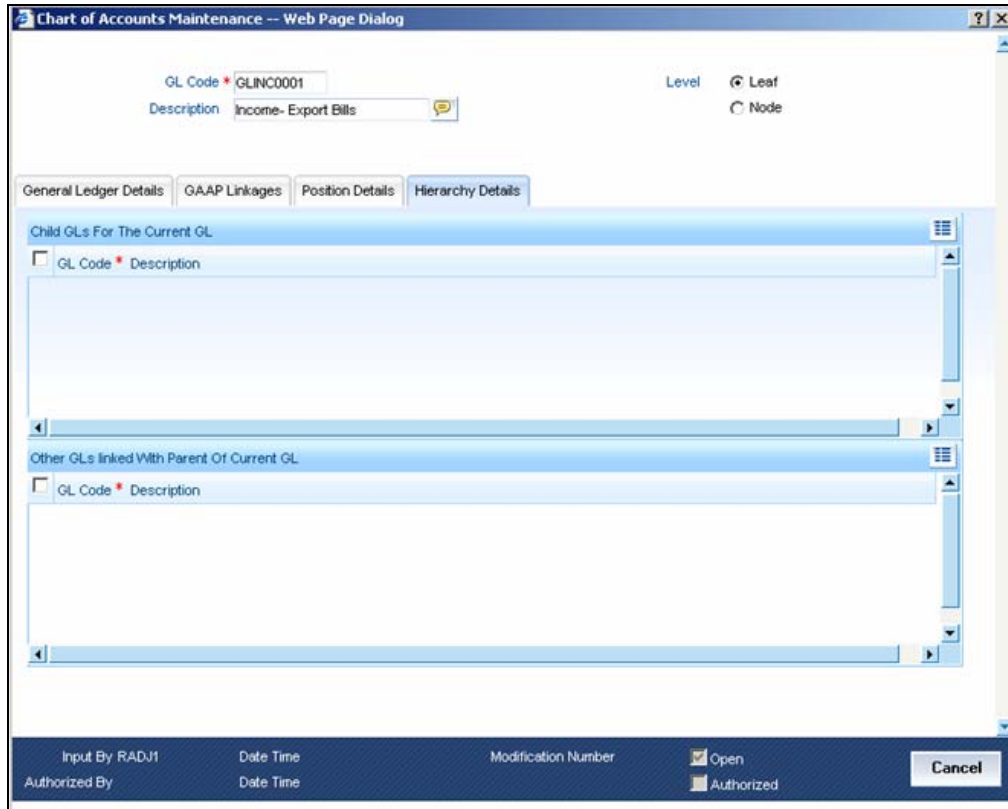 Chart of Accounts Maintenance -- Web Page Dialog
GL Code * GLINC0001
Level Leaf
Description Income- Export Bills
Node
General Ledger Details GAAP Linkages Position Details Hierarchy Details
Child GLs For The Current GL
GL Code * Description
Other GLs linked With Parent Of Current GL
GL Code * Description
Input By RADJ1 Date Time Modification Number Open
Cancel
Authorized By Date Time Authorized